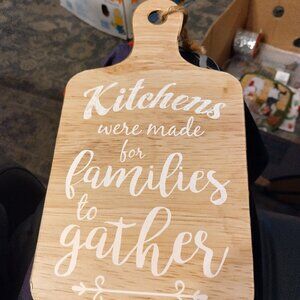 Kitchens
were made
for
families
to
gather